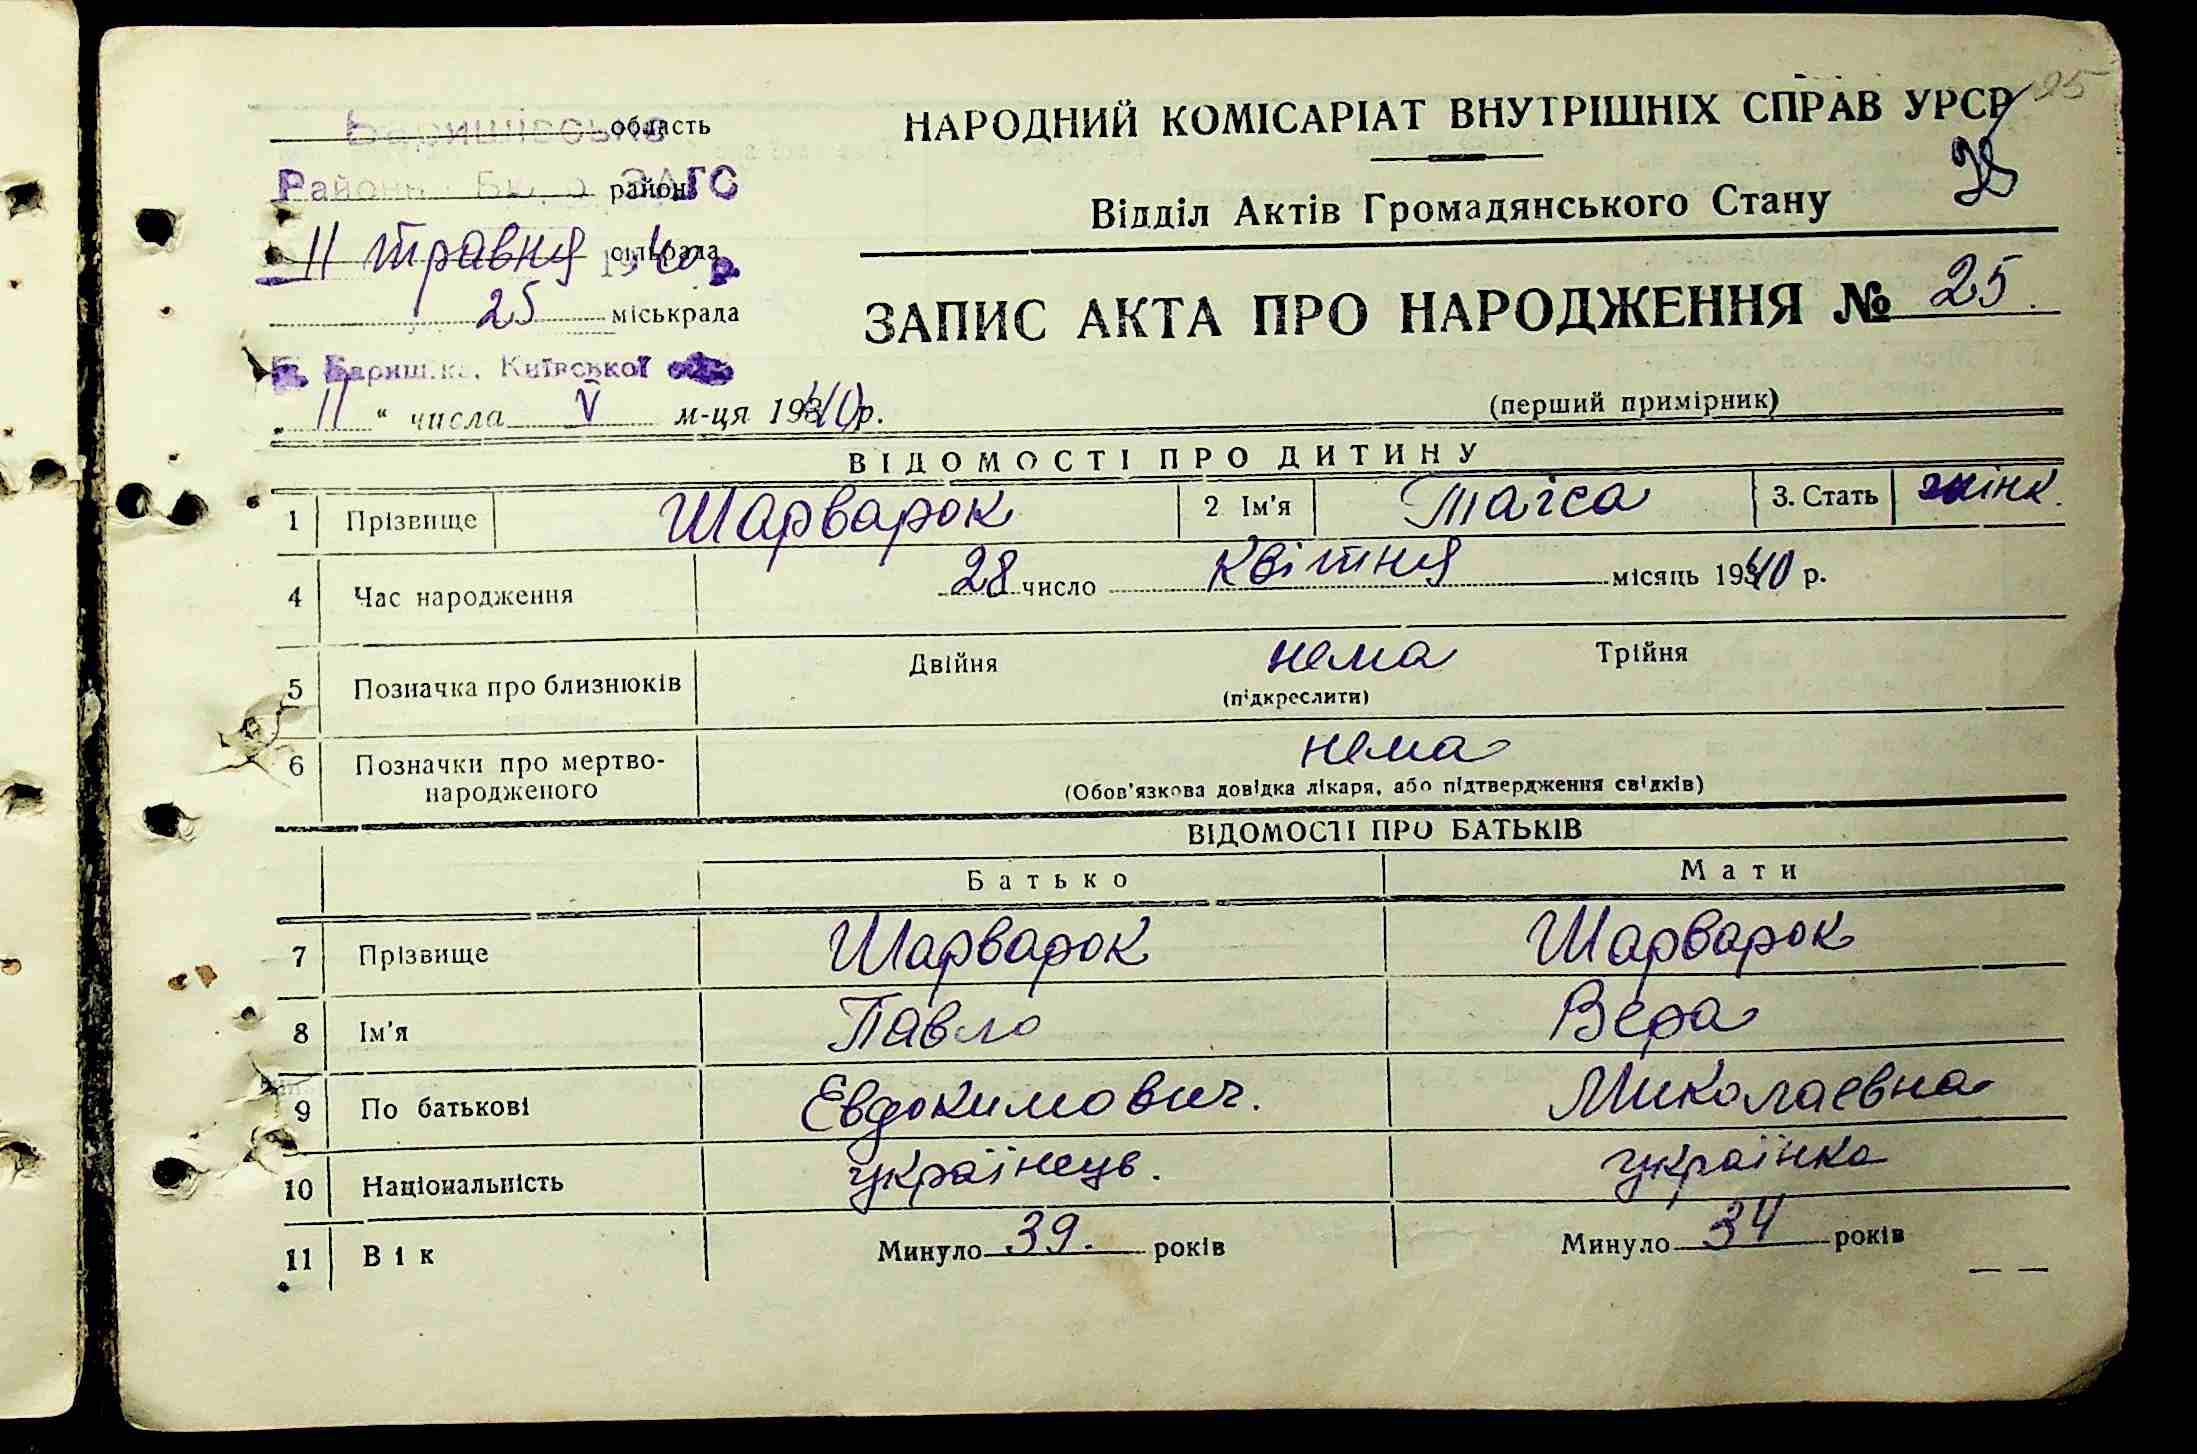 95
НАРОДНИЙ КОМІСАРІАТ ВНУТРІШНІХ СПРАВ УРСР
Баришівське область
Районне Бюро ЗАГС район
Відділ Актів Громадянського Стану
11 травня 1940 р. сільрада
25 міськрада
ЗАПИС АКТА ПРО НАРОДЖЕННЯ № 25.
м. Баришівка, Київської обл.
„11“ числа V м-ця 1940 р.
(перший примірник)
ВІДОМОСТІ ПРО ДИТИНУ
1 Прізвище Шарварок 2 Ім'я Таїса 3. Стать жінк.
4 Час народження 28 число Квітня місяць 1940 р.
5 Позначка про близнюків Двійня нема Трійня
(підкреслити)
6 Позначки про мертво-
народженого нема
(Обов'язкова довідка лікаря, або підтвердження свідків)
ВІДОМОСТІ ПРО БАТЬКІВ
Батько Мати
7 Прізвище Шарварок Шарварок
8 Ім'я Павло Вера
9 По батькові Евдокимович. Миколаевна
10 Національність українець. українка
11 Вік Минуло 39. років Минуло 34 років